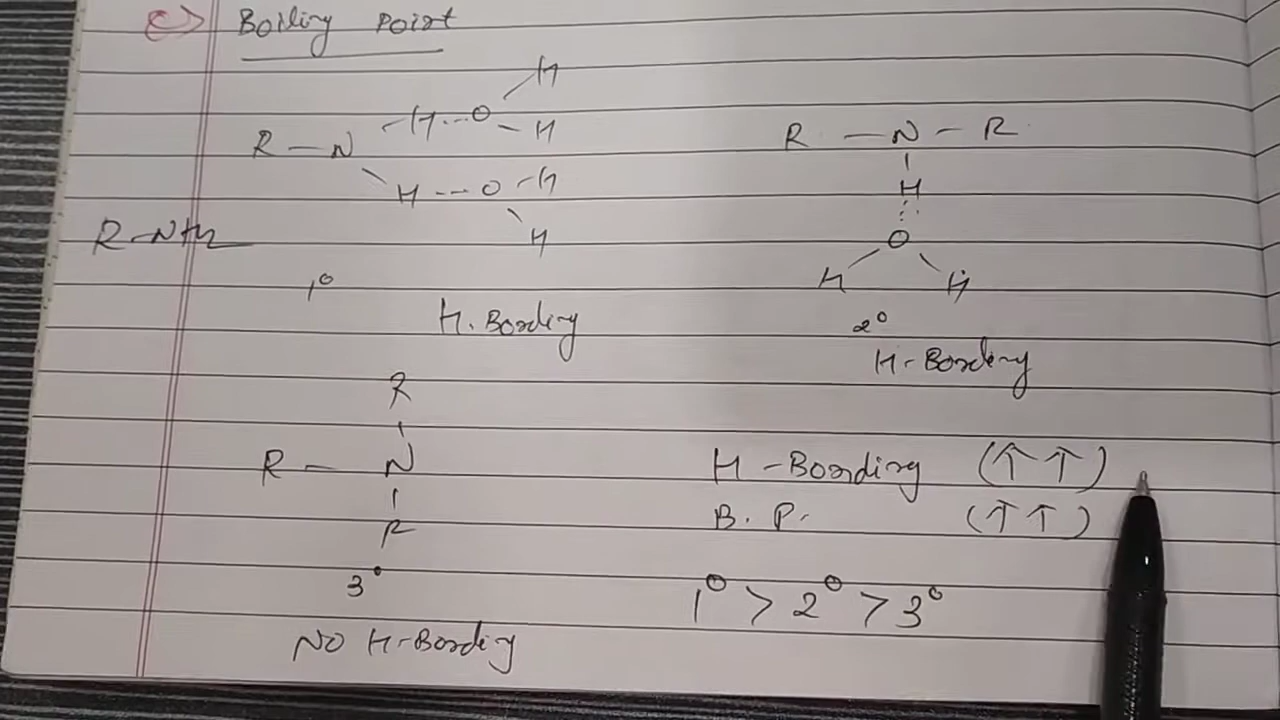 c) Boiling Point
H
R - N - H --- O - H
H --- O - H
H
R - NH2
1°
H. Bonding
R - N - R
H
O
H H
2°
H - Bonding
R
R - N
R
3°
NO H-Bonding
H - Bonding (↑↑)
B. P. (↑↑)
1° > 2° > 3°